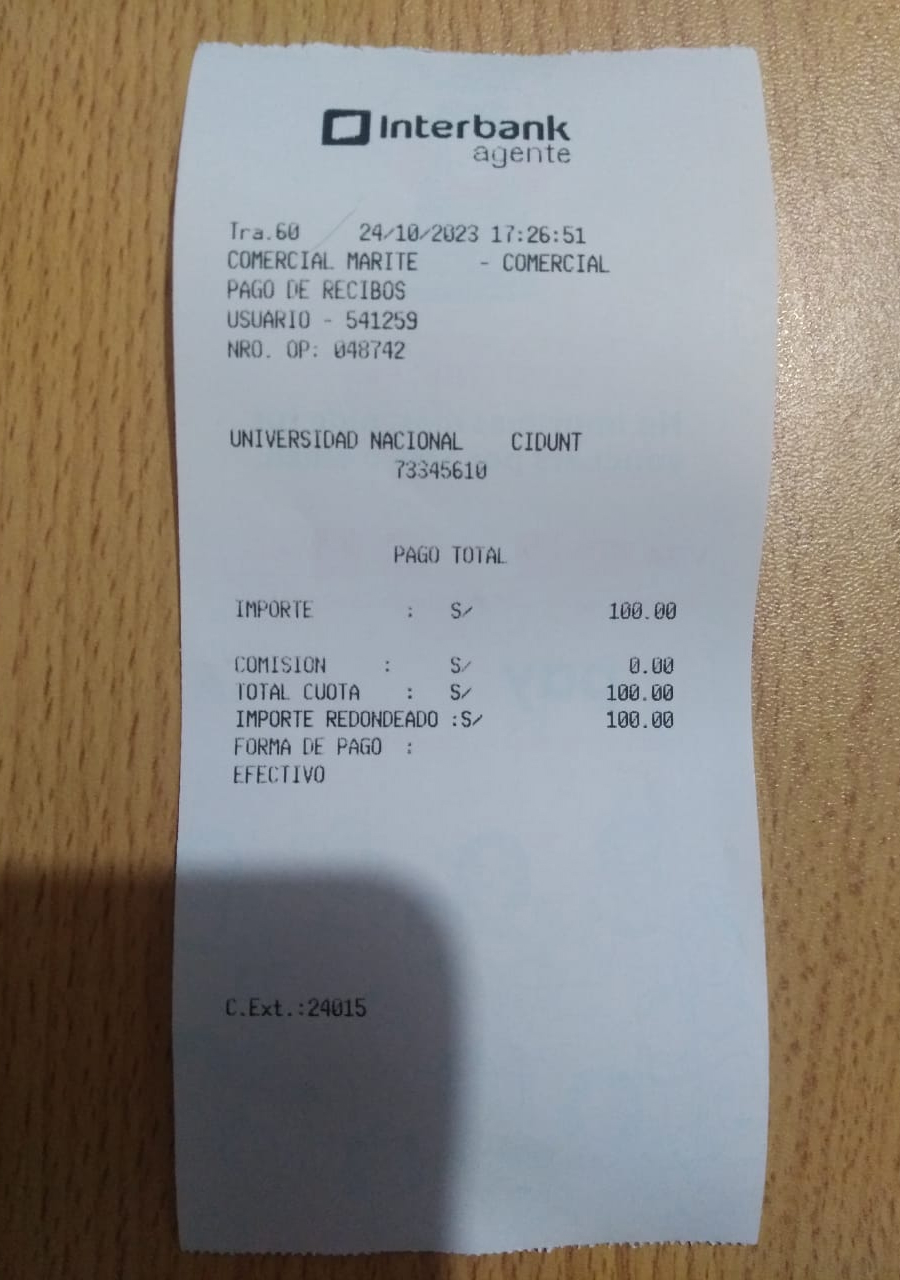 Interbank
agente
Tra.60 24/10/2023 17:26:51
COMERCIAL MARITE - COMERCIAL
PAGO DE RECIBOS
USUARIO - 541259
NRO. OP: 048742
UNIVERSIDAD NACIONAL CIDUNT
73345610
PAGO TOTAL
IMPORTE : S/ 100.00
COMISION : S/ 0.00
TOTAL CUOTA : S/ 100.00
IMPORTE REDONDEADO :S/ 100.00
FORMA DE PAGO :
EFECTIVO
C.Ext.:24015